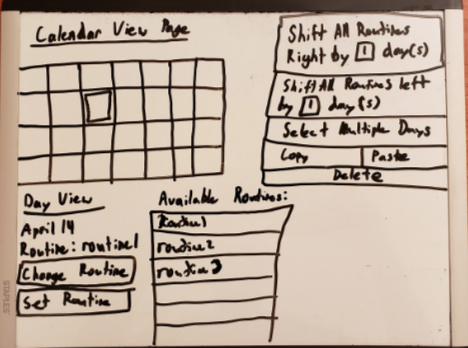 Calendar View Page
Shift All Routines
Right by 1 day(s)
Shift All Routines left
by 1 day(s)
Select Multiple Days
Copy
Paste
Delete
Day View
April 14
Routine: routine1
Change Routine
Set Routine
Available Routines:
Routine1
routine2
routine3
STAPLES